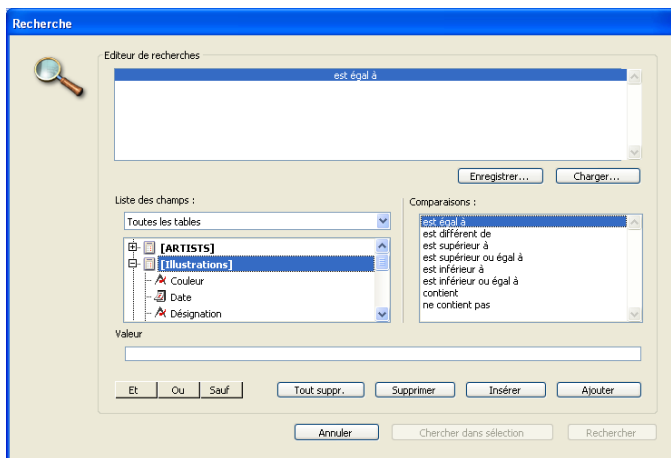 Recherche
Editeur de recherches
est égal à
Enregistrer... Charger...
Liste des champs : Comparaisons :
Toutes les tables
[ARTISTS]
[Illustrations]
Couleur
Date
Désignation
est égal à
est différent de
est supérieur à
est supérieur ou égal à
est inférieur à
est inférieur ou égal à
contient
ne contient pas
Valeur
Et Ou Sauf Tout suppr. Supprimer Insérer Ajouter
Annuler Chercher dans sélection Rechercher